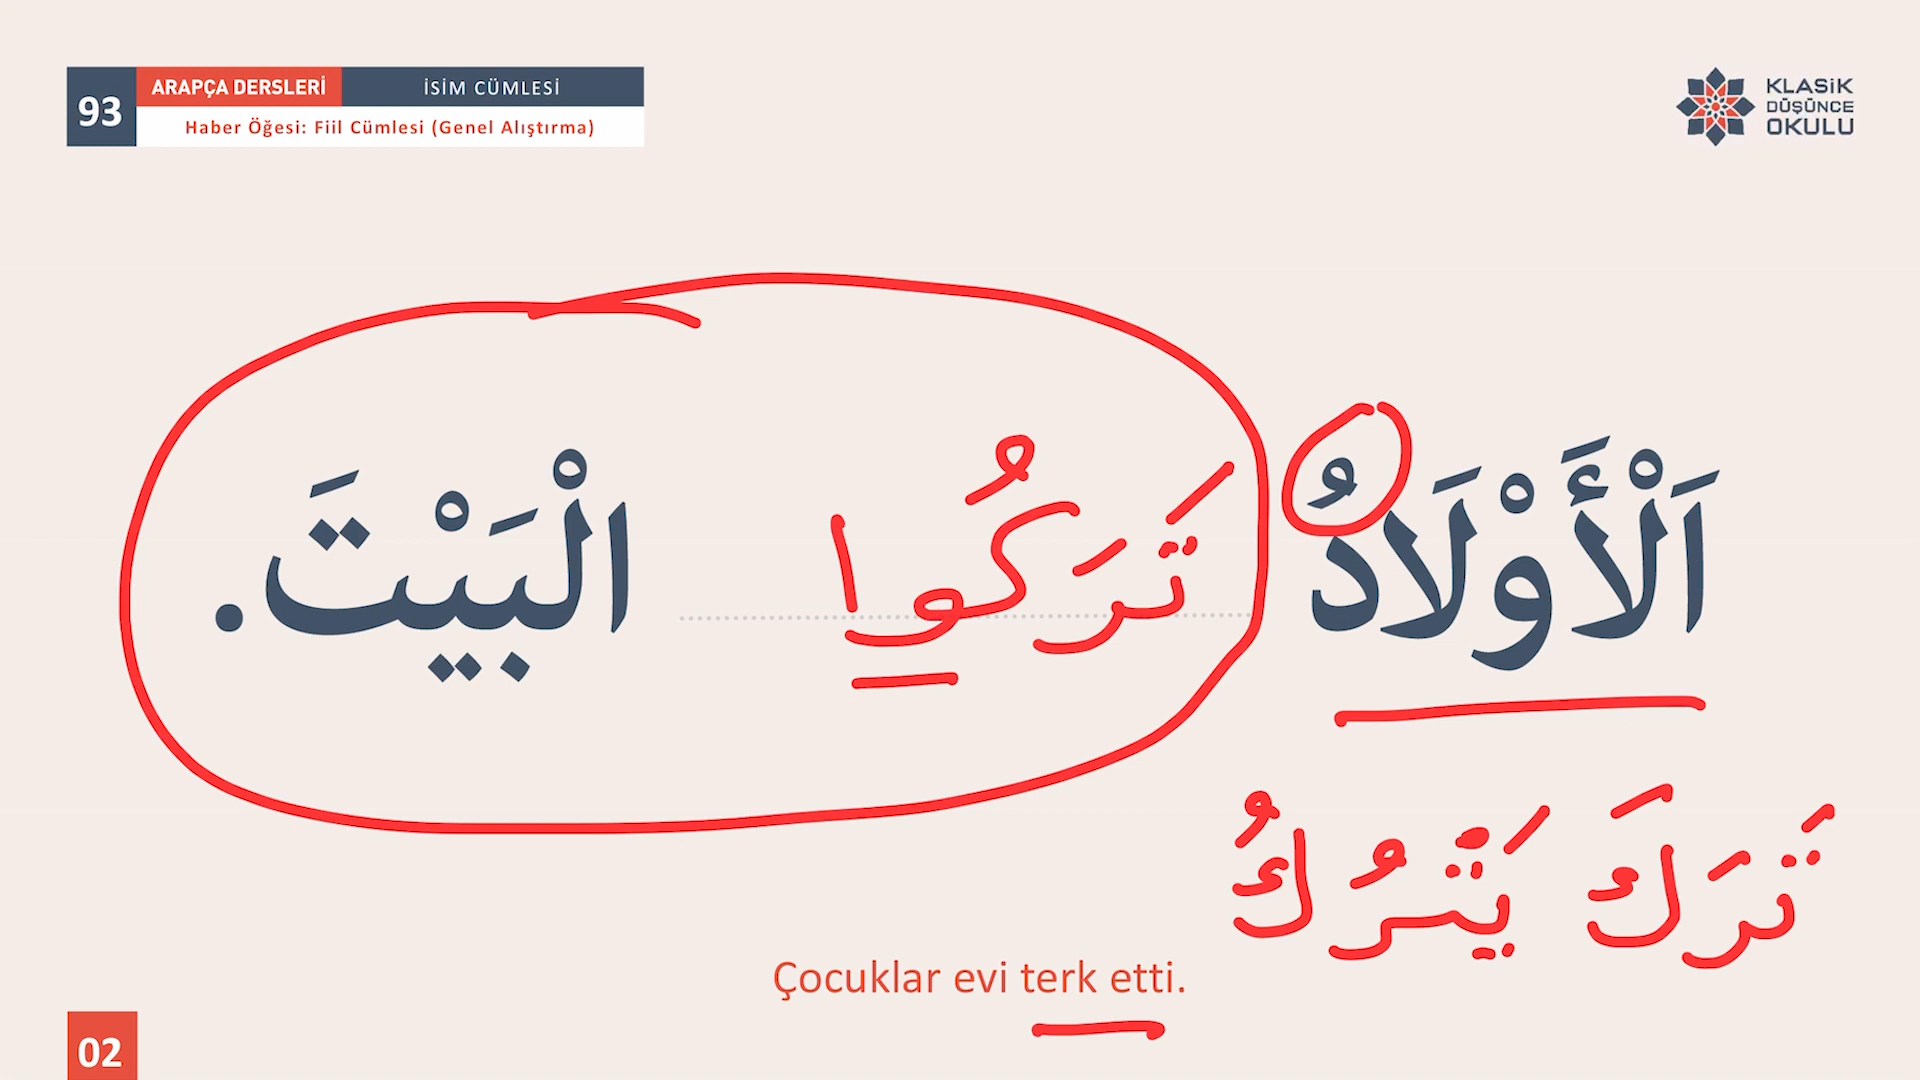 93
ARAPÇA DERSLERİ
İSİM CÜMLESİ
Haber Öğesi: Fiil Cümlesi (Genel Alıştırma)
KLASiK
DÜŞÜNCE
OKULU
اَلْأَوْلَادُ تَرَكُوا الْبَيْتَ.
تَرَكَ يَتْرُكُ
Çocuklar evi terk etti.
02